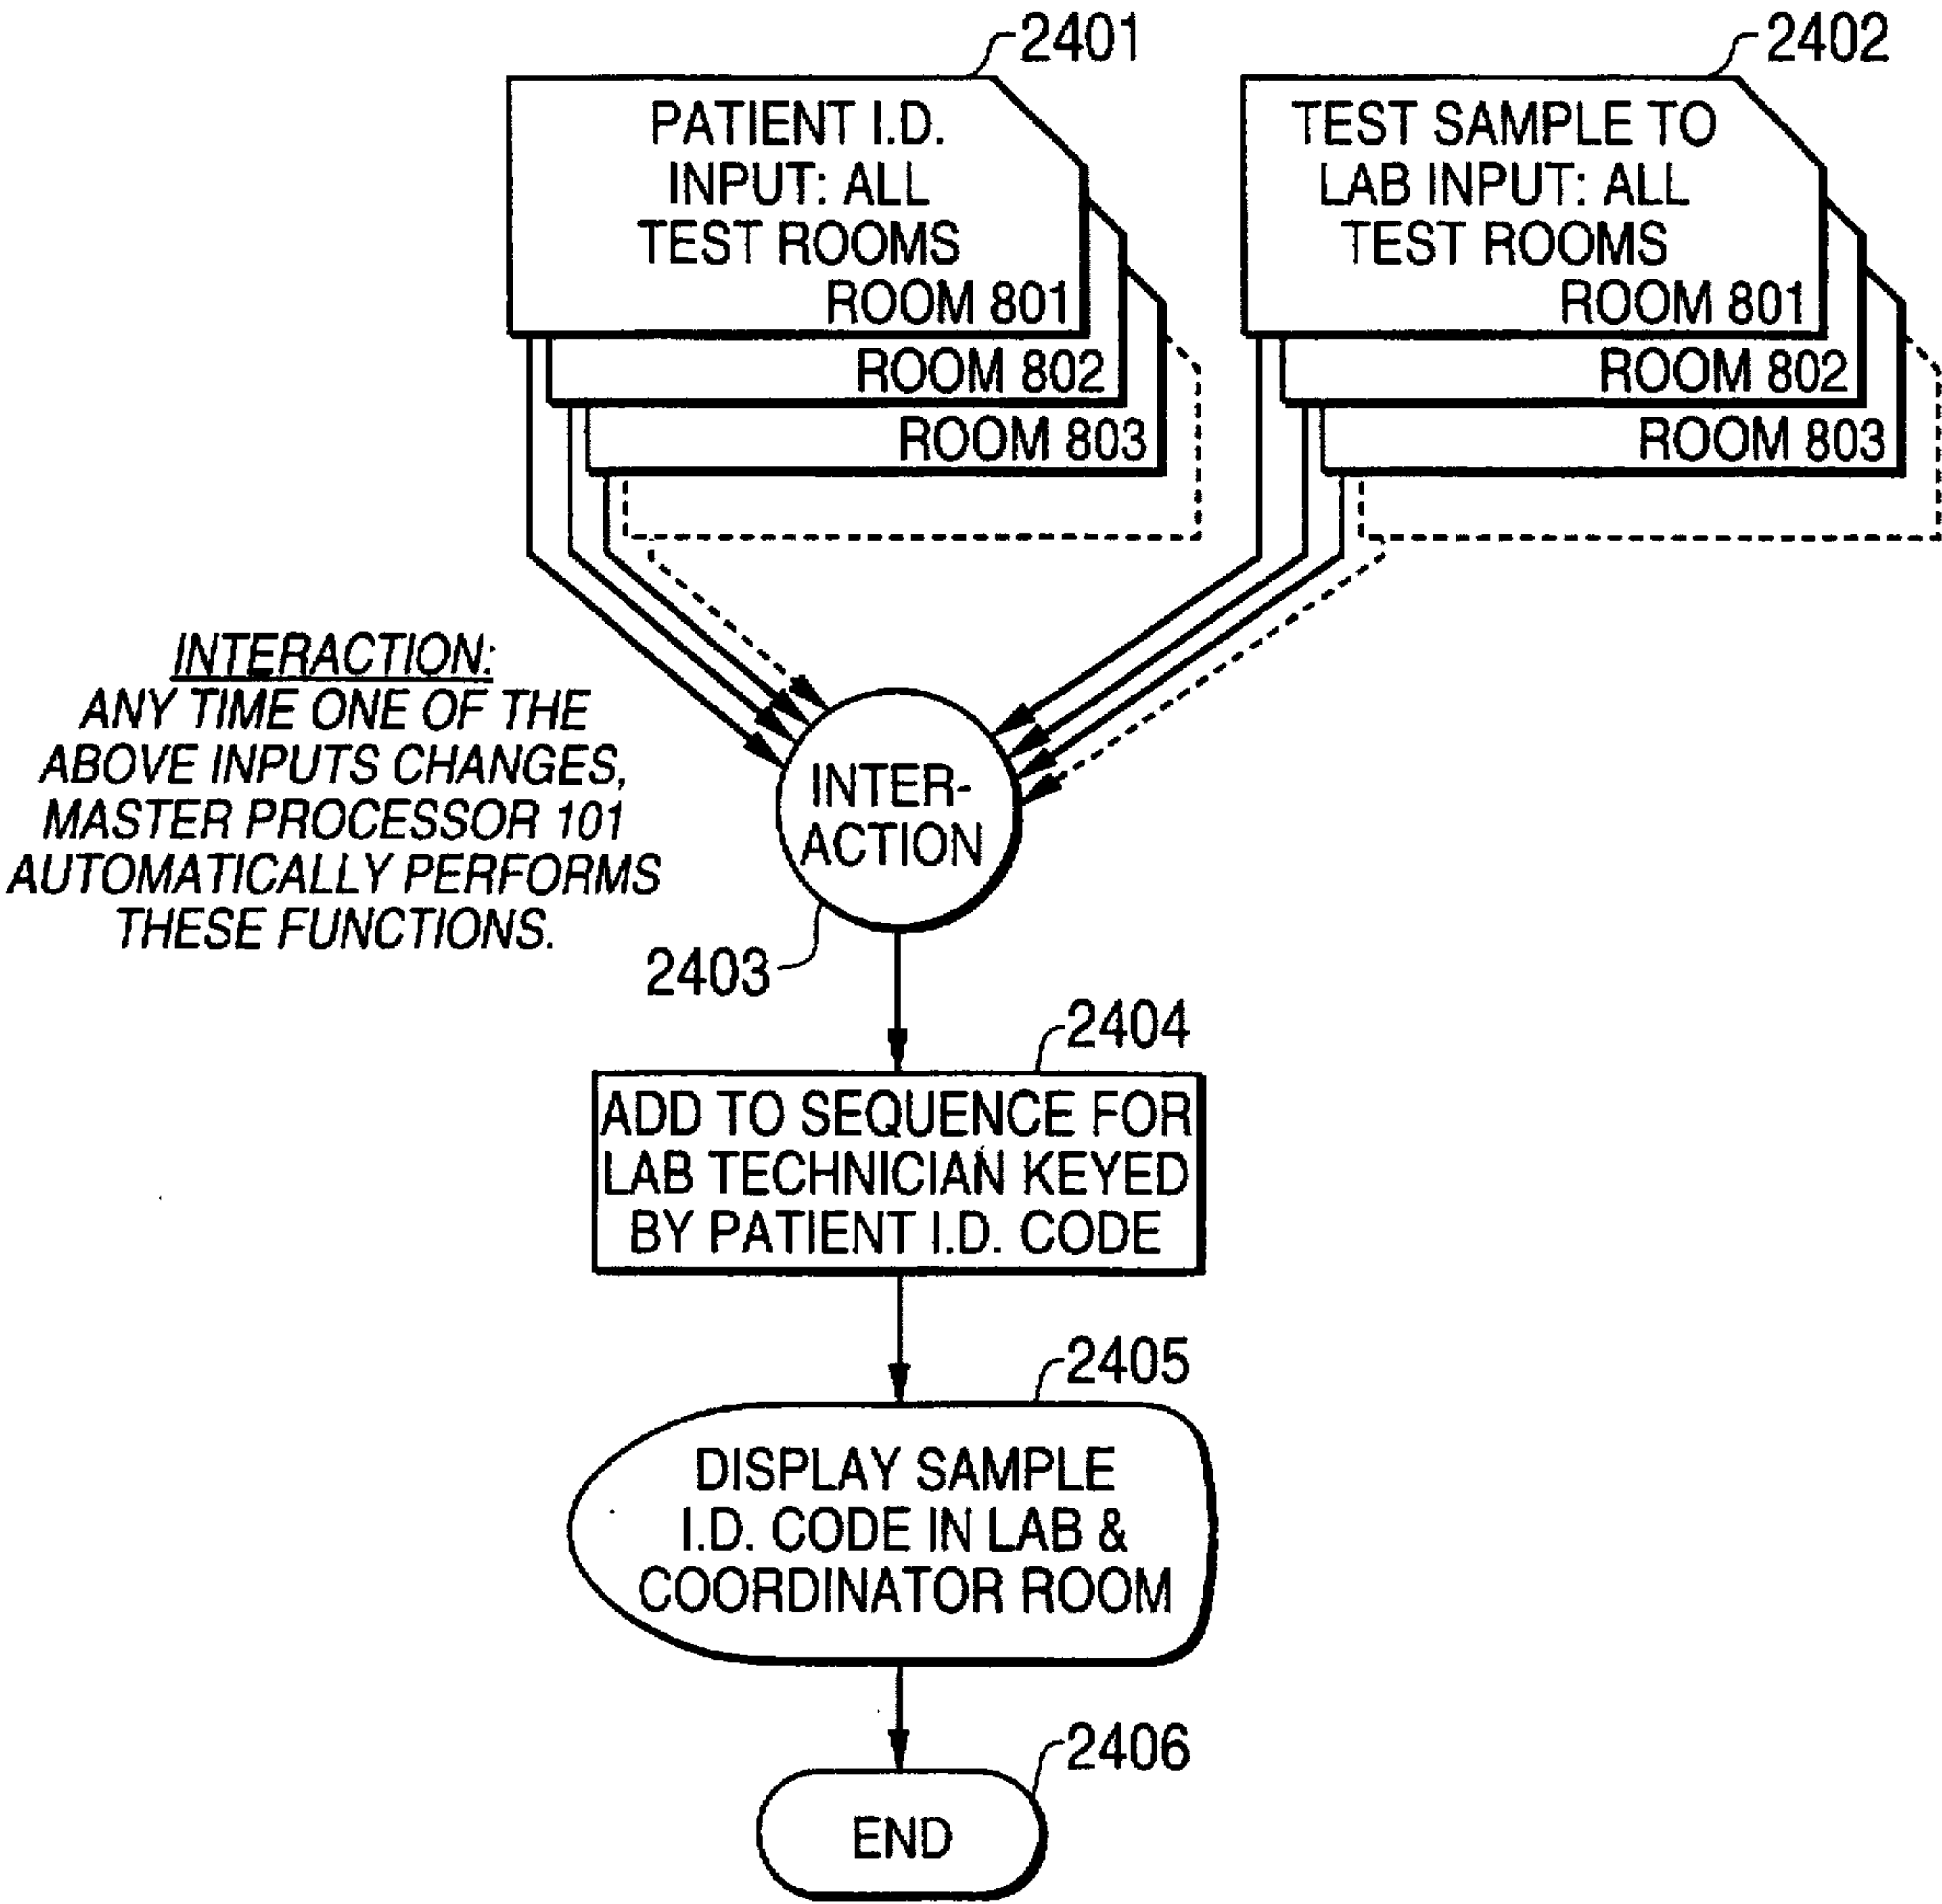 2401
PATIENT I.D.
INPUT: ALL
TEST ROOMS
ROOM 801
ROOM 802
ROOM 803
2402
TEST SAMPLE TO
LAB INPUT: ALL
TEST ROOMS
ROOM 801
ROOM 802
ROOM 803
INTERACTION:
ANY TIME ONE OF THE
ABOVE INPUTS CHANGES,
MASTER PROCESSOR 101
AUTOMATICALLY PERFORMS
THESE FUNCTIONS.
INTER-
ACTION
2403
2404
ADD TO SEQUENCE FOR
LAB TECHNICIAN KEYED
BY PATIENT I.D. CODE
2405
DISPLAY SAMPLE
I.D. CODE IN LAB &
COORDINATOR ROOM
2406
END